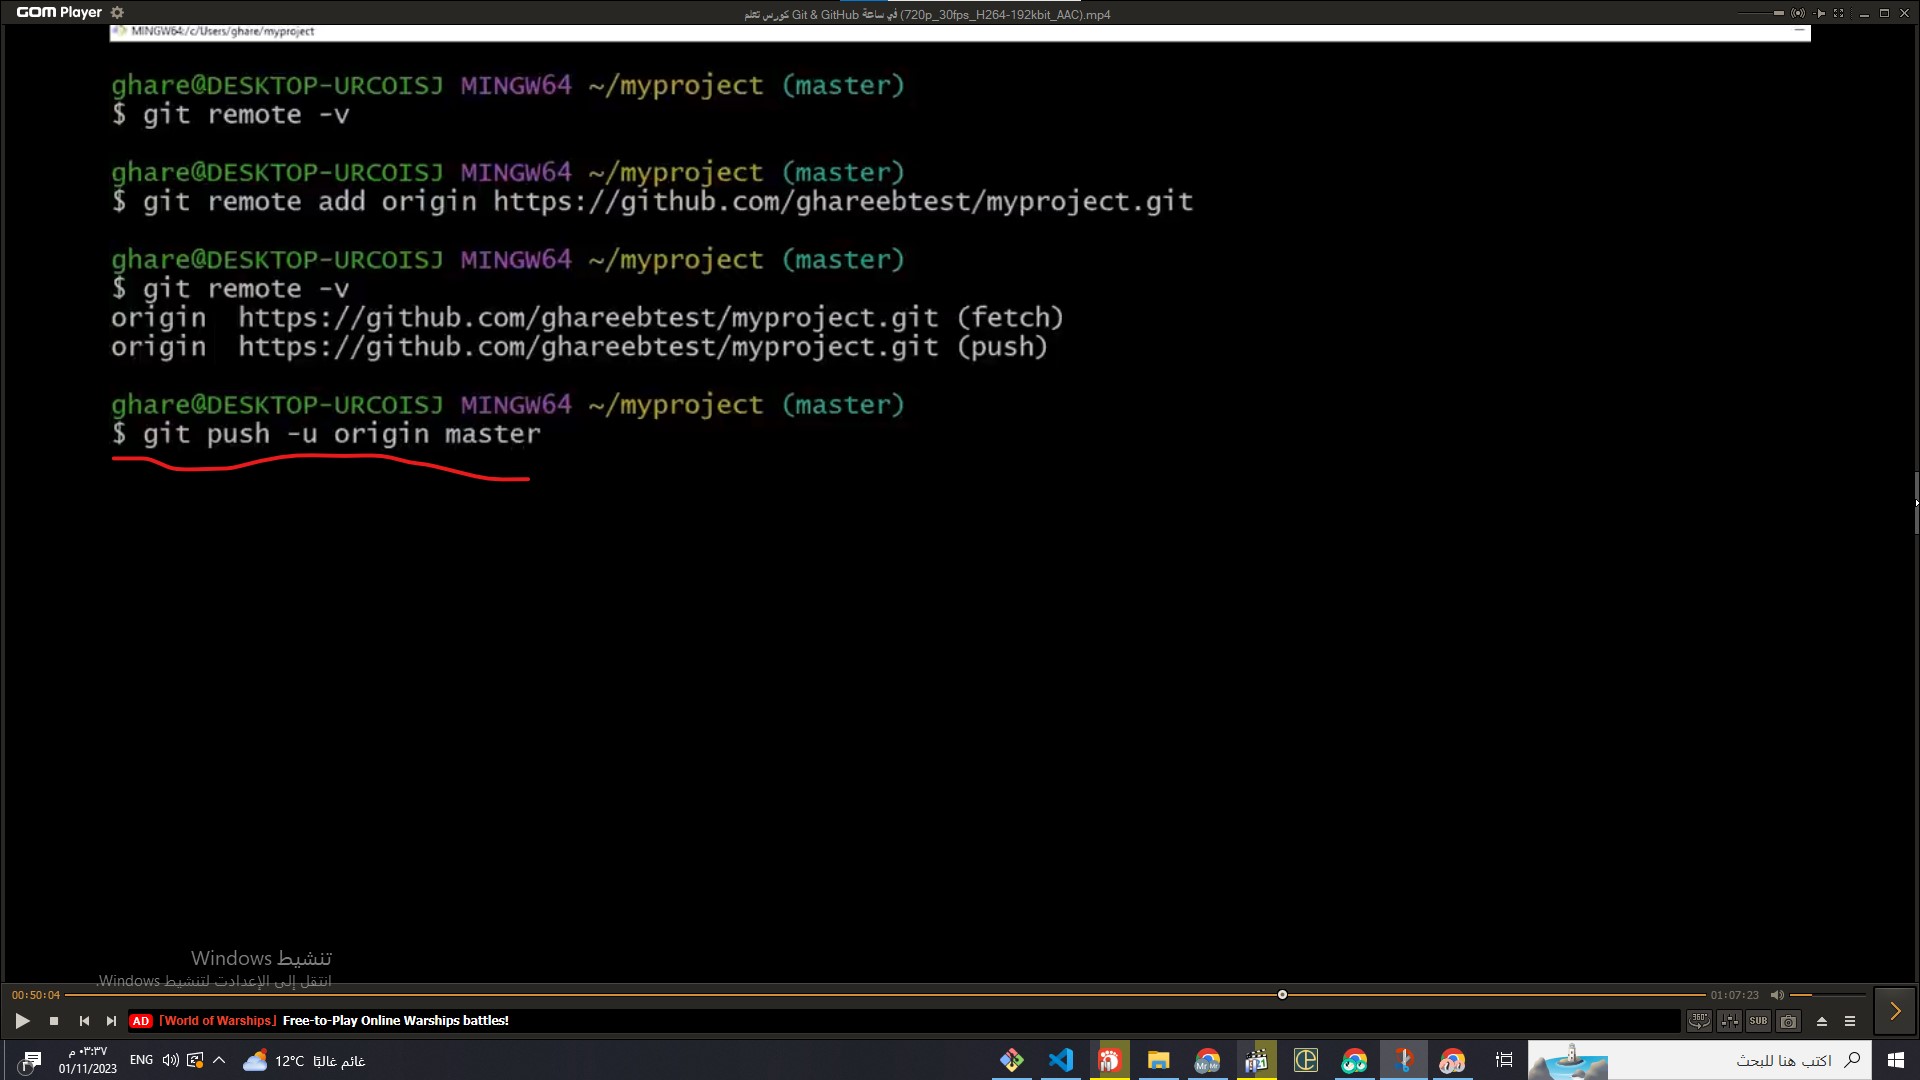 GOM Player
كورس تتعلم Git & GitHub في ساعة (720p_30fps_H264-192kbit_AAC).mp4
MINGW64:/c/Users/ghare/myproject
ghare@DESKTOP-URCOISJ MINGW64 ~/myproject (master)
$ git remote -v
ghare@DESKTOP-URCOISJ MINGW64 ~/myproject (master)
$ git remote add origin https://github.com/ghareebtest/myproject.git
ghare@DESKTOP-URCOISJ MINGW64 ~/myproject (master)
$ git remote -v
origin  https://github.com/ghareebtest/myproject.git (fetch)
origin  https://github.com/ghareebtest/myproject.git (push)
ghare@DESKTOP-URCOISJ MINGW64 ~/myproject (master)
$ git push -u origin master
تنشيط Windows
انتقل إلى الإعدادت لتنشيط Windows.
00:50:04
01:07:23
AD [World of Warships] Free-to-Play Online Warships battles!
360°
SUB
٠٣:٣٧ م
01/11/2023
ENG
12°C غائم غالبًا
اكتب هنا للبحث